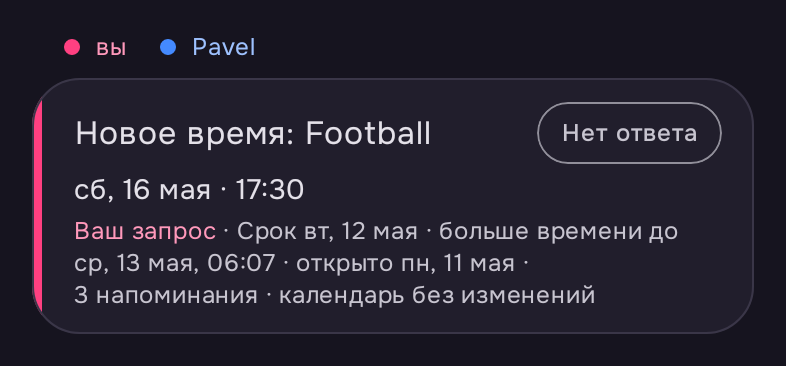 вы Pavel
Новое время: Football
Нет ответа
сб, 16 мая · 17:30
Ваш запрос · Срок вт, 12 мая · больше времени до
ср, 13 мая, 06:07 · открыто пн, 11 мая ·
3 напоминания · календарь без изменений